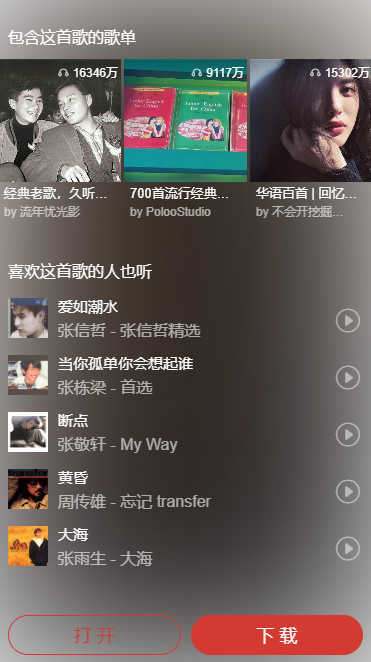 包含这首歌的歌单
16346万
9117万
15302万
Junior English
for China
经典老歌，久听...
700首流行经典...
华语百首 | 回忆...
by 流年忧光影
by PolooStudio
by 不会开挖掘...
喜欢这首歌的人也听
爱如潮水
张信哲 - 张信哲精选
当你孤单你会想起谁
张栋梁 - 首选
断点
张敬轩 - My Way
transfer
黄昏
周传雄 - 忘记 transfer
大海
张雨生 - 大海
打 开
下 载